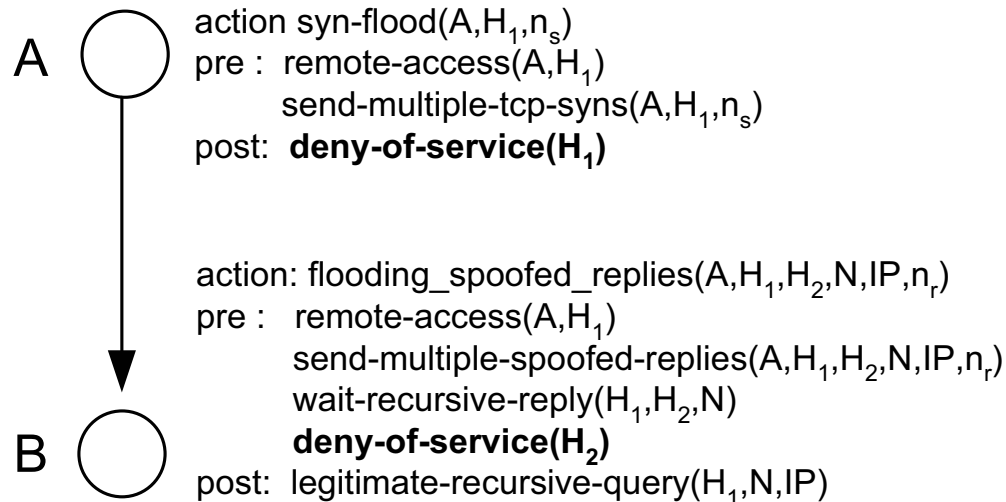 A
action syn-flood(A,H₁,nₛ)
pre : remote-access(A,H₁)
send-multiple-tcp-syns(A,H₁,nₛ)
post: deny-of-service(H₁)
action: flooding_spoofed_replies(A,H₁,H₂,N,IP,nᵣ)
pre : remote-access(A,H₁)
send-multiple-spoofed-replies(A,H₁,H₂,N,IP,nᵣ)
wait-recursive-reply(H₁,H₂,N)
deny-of-service(H₂)
B
post: legitimate-recursive-query(H₁,N,IP)